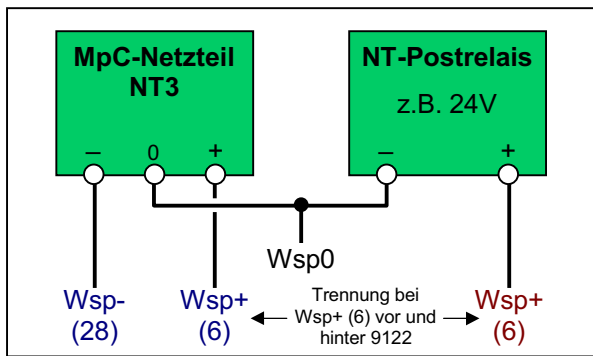 MpC-Netzteil
NT3
– 0 +
NT-Postrelais
z.B. 24V
– +
Wsp0
Wsp-
(28)
Wsp+
(6)
Trennung bei
Wsp+ (6) vor und
hinter 9122
Wsp+
(6)